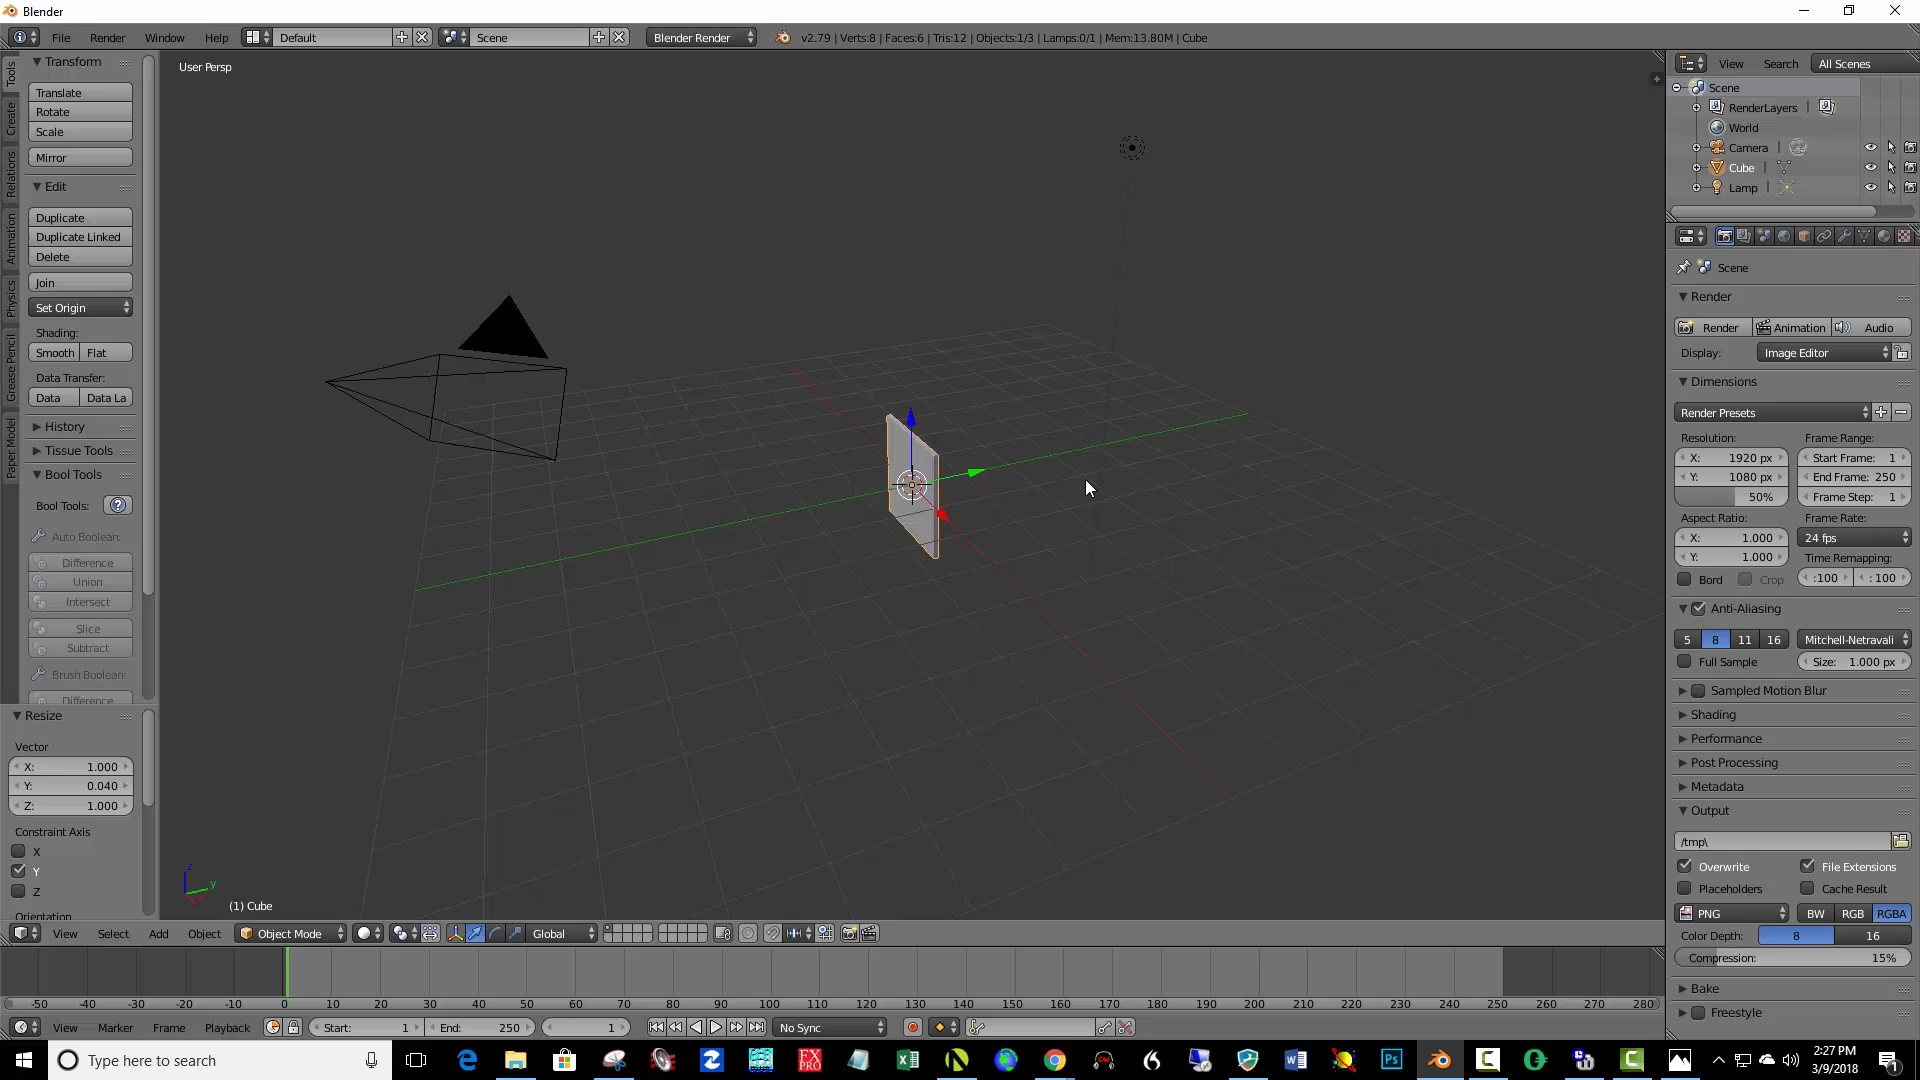 Blender
File Render Window Help Default Scene Blender Render v2.79 | Verts:8 | Faces:6 | Tris:12 | Objects:1/3 | Lamps:0/1 | Mem:13.80M | Cube
Tools
Create
Relations
Animation
Physics
Grease Pencil
Paper Model
Transform
Translate
Rotate
Scale
Mirror
Edit
Duplicate
Duplicate Linked
Delete
Join
Set Origin
Shading:
Smooth Flat
Data Transfer:
Data Data La
History
Tissue Tools
Bool Tools
Bool Tools:
Auto Boolean:
Difference
Union
Intersect
Slice
Subtract
Brush Boolean:
Difference
Resize
Vector
X: 1.000
Y: 0.040
Z: 1.000
Constraint Axis
X
Y
Z
Orientation
User Persp
z
y
(1) Cube
View Select Add Object Object Mode Global
View Search All Scenes
Scene
RenderLayers
World
Camera
Cube
Lamp
Scene
Render
Render Animation Audio
Display: Image Editor
Dimensions
Render Presets
Resolution: Frame Range:
X: 1920 px Start Frame: 1
Y: 1080 px End Frame: 250
50% Frame Step: 1
Aspect Ratio: Frame Rate:
X: 1.000 24 fps
Y: 1.000 Time Remapping:
Bord Crop :100 : 100
Anti-Aliasing
5 8 11 16 Mitchell-Netravali
Full Sample Size: 1.000 px
Sampled Motion Blur
Shading
Performance
Post Processing
Metadata
Output
/tmp\
Overwrite File Extensions
Placeholders Cache Result
PNG BW RGB RGBA
Color Depth: 8 16
Compression: 15%
Bake
Freestyle
-50 -40 -30 -20 -10 0 10 20 30 40 50 60 70 80 90 100 110 120 130 140 150 160 170 180 190 200 210 220 230 240 250 260 270 280
View Marker Frame Playback Start: 1 End: 250 1 No Sync
Type here to search
2:27 PM
3/9/2018
1